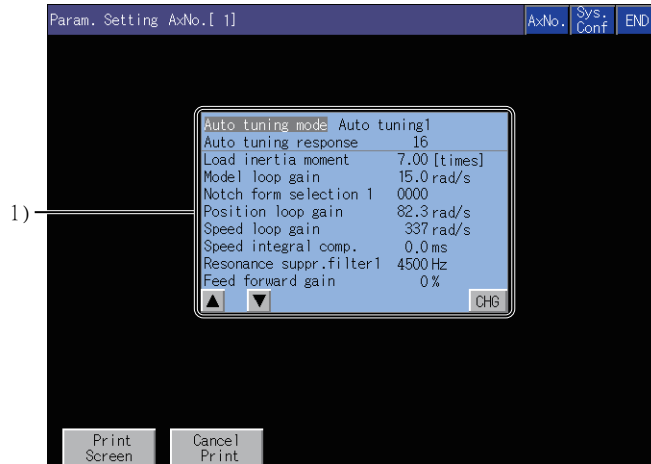 Param. Setting AxNo.[ 1]
AxNo.
Sys.
Conf
END
Auto tuning mode Auto tuning1
Auto tuning response 16
Load inertia moment 7.00 [times]
Model loop gain 15.0 rad/s
Notch form selection 1 0000
1)
Position loop gain 82.3 rad/s
Speed loop gain 337 rad/s
Speed integral comp. 0.0 ms
Resonance suppr.filter1 4500 Hz
Feed forward gain 0 %
▲ ▼ CHG
Print
Screen
Cancel
Print